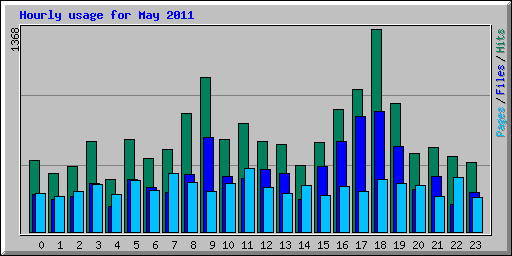 Hourly usage for May 2011
1368
Pages / Files / Hits
0 1 2 3 4 5 6 7 8 9 10 11 12 13 14 15 16 17 18 19 20 21 22 23